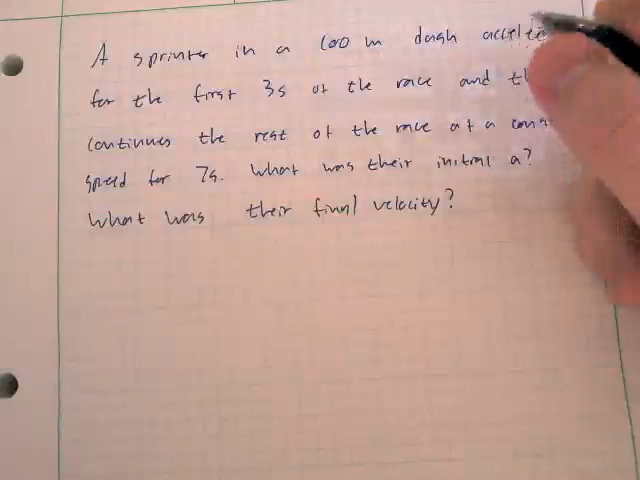 A sprinter in a 100 m dash
for the first 3s of the race and
continues the rest of the race at a
speed for 7s. What was their initial a?
What was their final velocity?